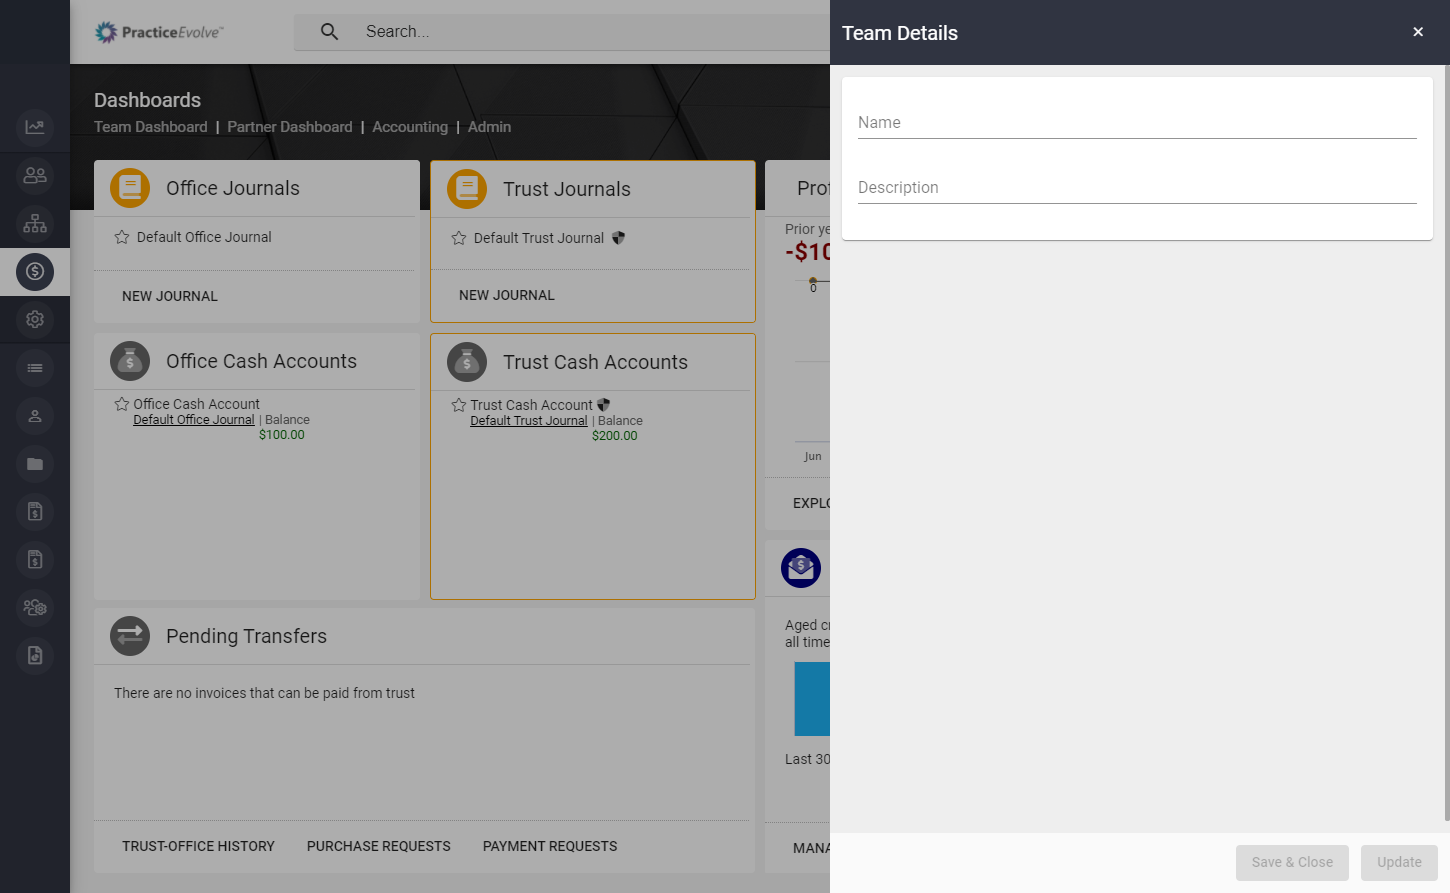 PracticeEvolve™
Search...
Dashboards
Team Dashboard | Partner Dashboard | Accounting | Admin
Office Journals
Default Office Journal
NEW JOURNAL
Trust Journals
Default Trust Journal
NEW JOURNAL
Office Cash Accounts
Office Cash Account
Default Office Journal | Balance
$100.00
Trust Cash Accounts
Trust Cash Account
Default Trust Journal | Balance
$200.00
Pending Transfers
There are no invoices that can be paid from trust
TRUST-OFFICE HISTORY PURCHASE REQUESTS PAYMENT REQUESTS
Prof
Prior ye
-$10
0
Jun
EXPLO
Aged cr
all time
Last 30
MANA
Team Details
×
Name
Description
Save & Close Update